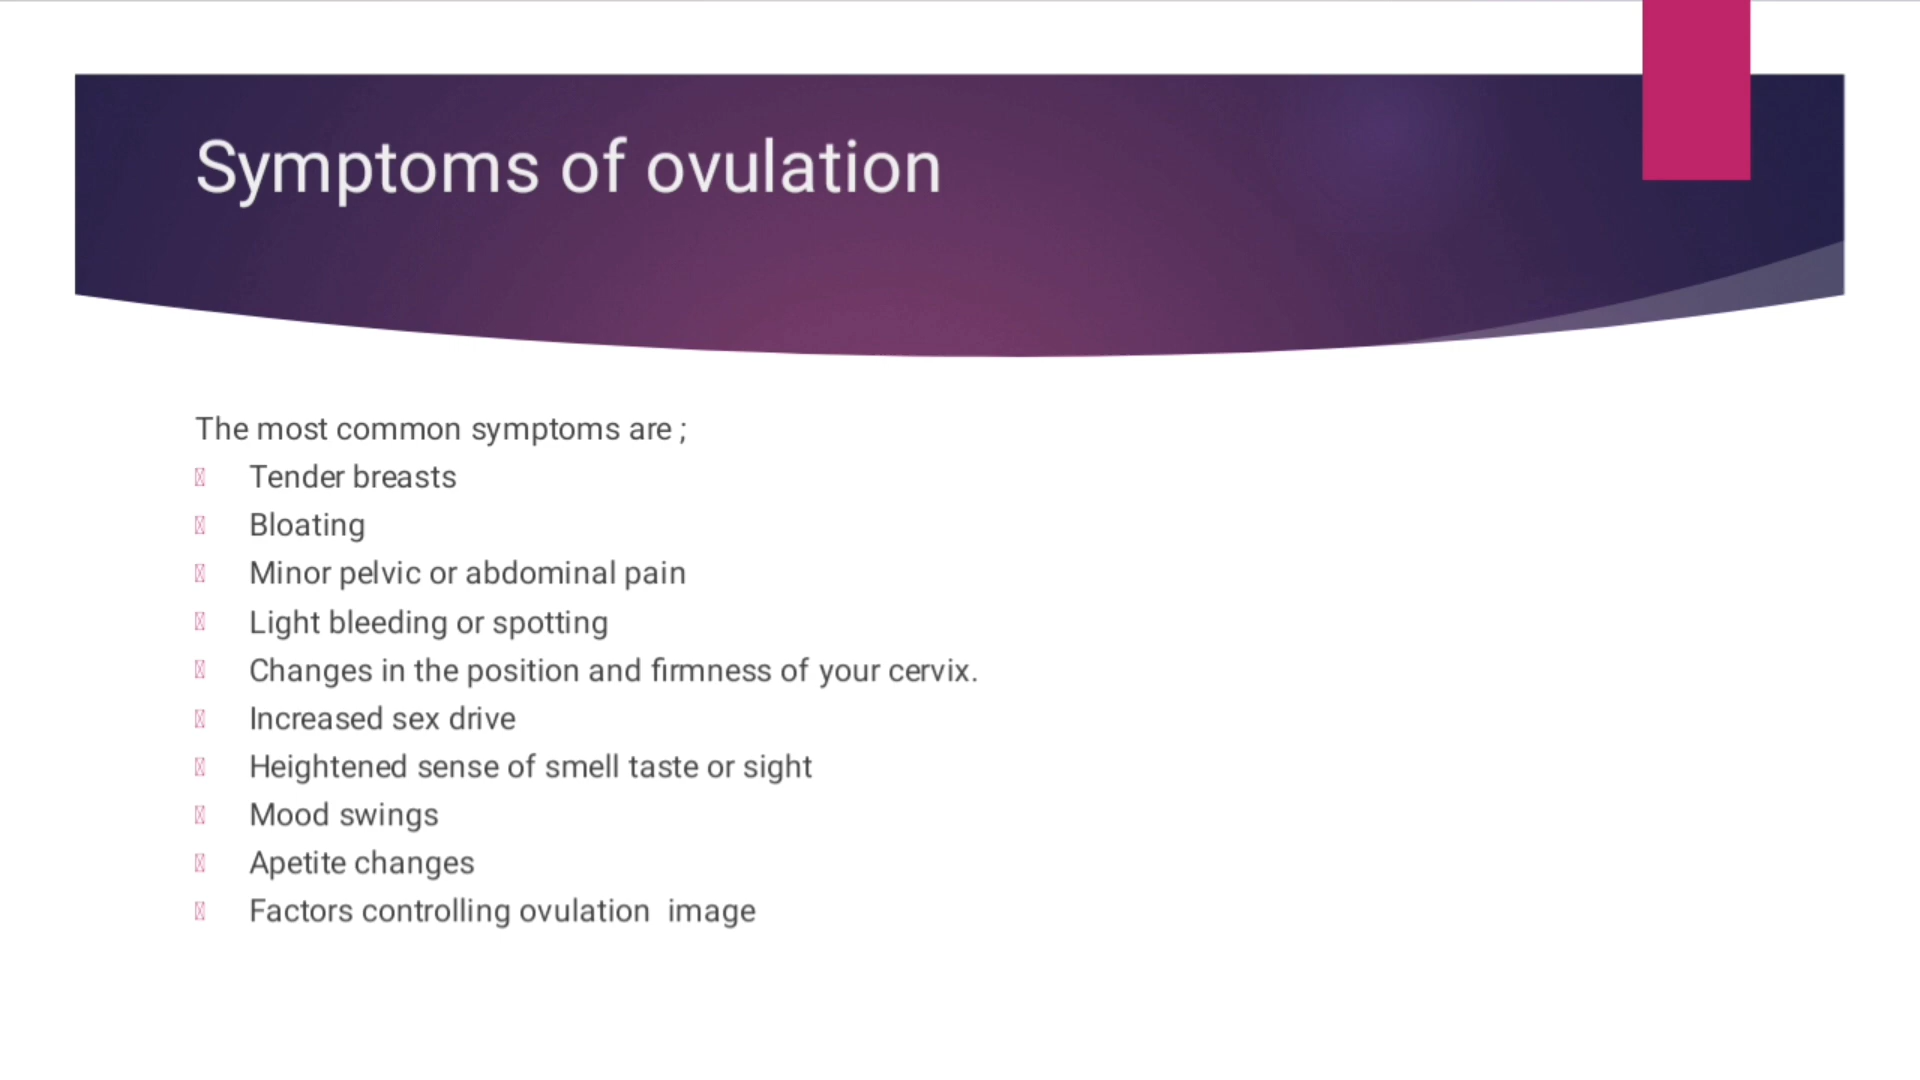 Symptoms of ovulation
The most common symptoms are ;
Tender breasts
Bloating
Minor pelvic or abdominal pain
Light bleeding or spotting
Changes in the position and firmness of your cervix.
Increased sex drive
Heightened sense of smell taste or sight
Mood swings
Apetite changes
Factors controlling ovulation  image